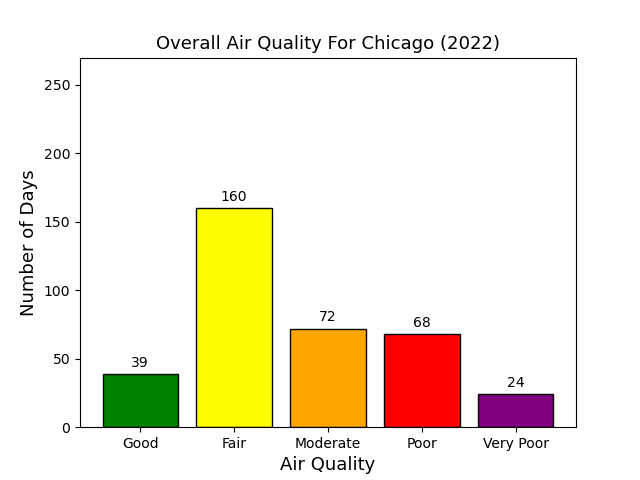 Overall Air Quality For Chicago (2022)
Number of Days
250
200
150
100
50
0
39
160
72
68
24
Good
Fair
Moderate
Poor
Very Poor
Air Quality